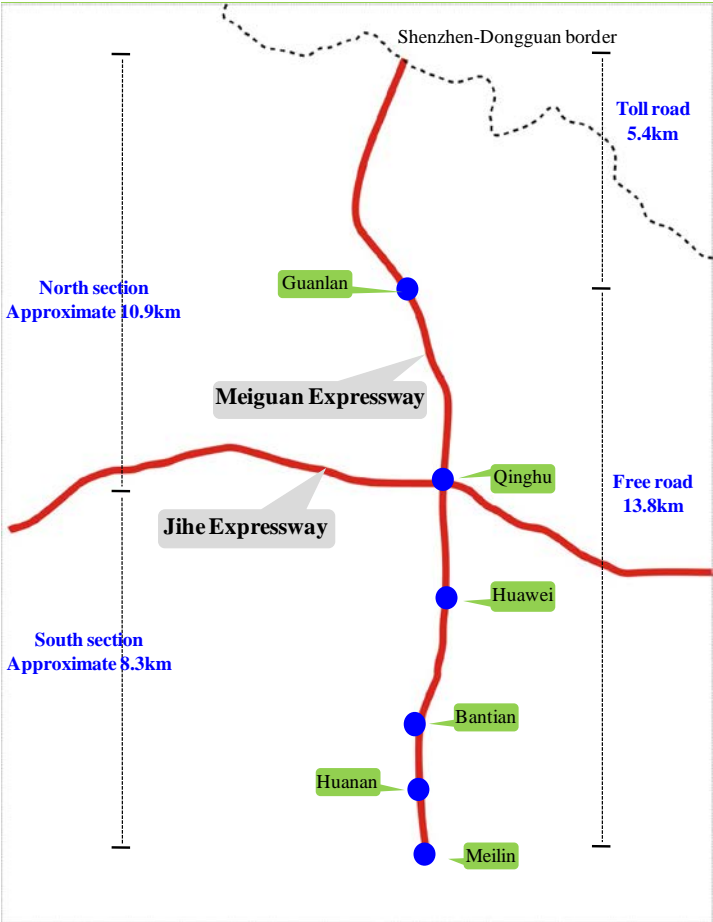 Shenzhen-Dongguan border
Toll road
5.4km
Guanlan
North section
Approximate 10.9km
Meiguan Expressway
Qinghu
Free road
13.8km
Jihe Expressway
Huawei
South section
Approximate 8.3km
Bantian
Huanan
Meilin